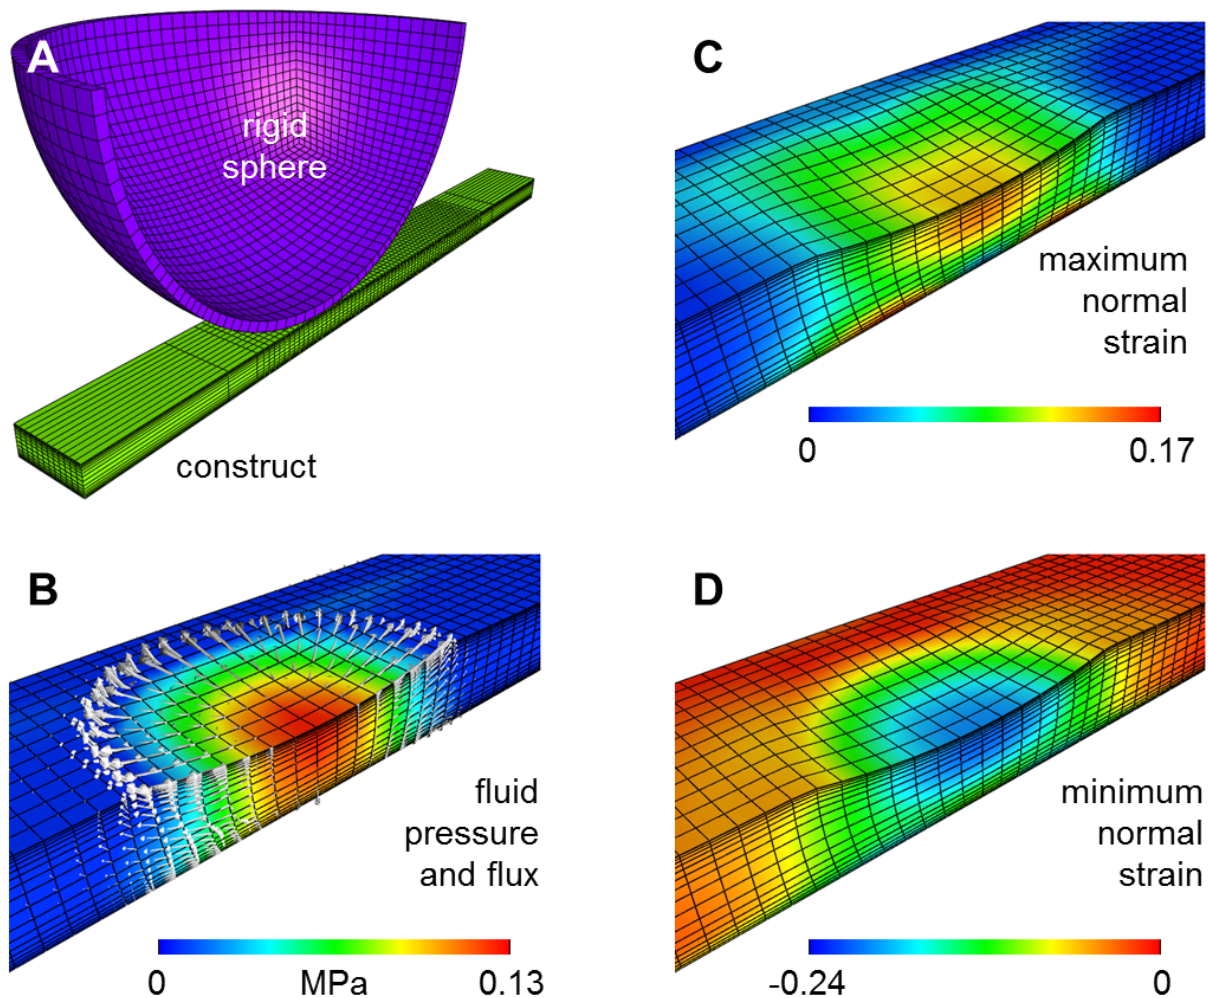 A
rigid
sphere
construct
B
fluid
pressure
and flux
0 MPa 0.13
C
maximum
normal
strain
0 0.17
D
minimum
normal
strain
-0.24 0